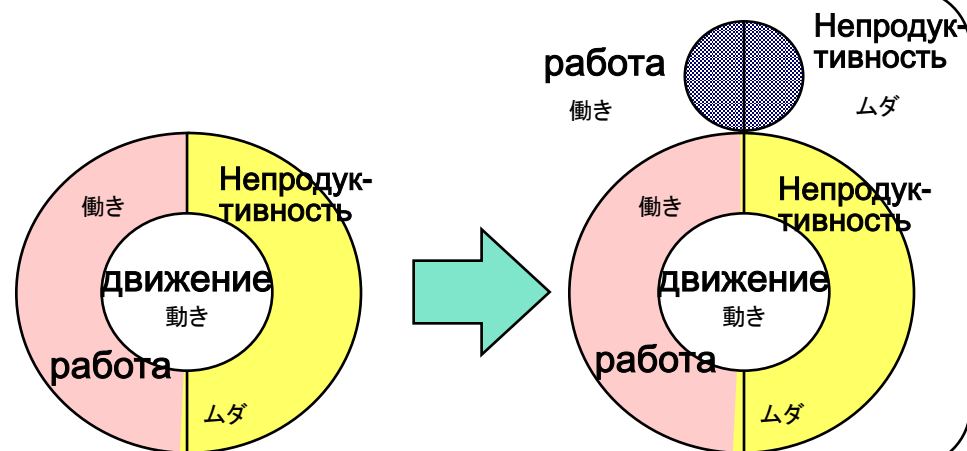 働き
Непродук-
тивность
движение
動き
работа
ムダ
работа
働き
Непродук-
тивность
ムダ
働き
Непродук-
тивность
движение
動き
работа
ムダ